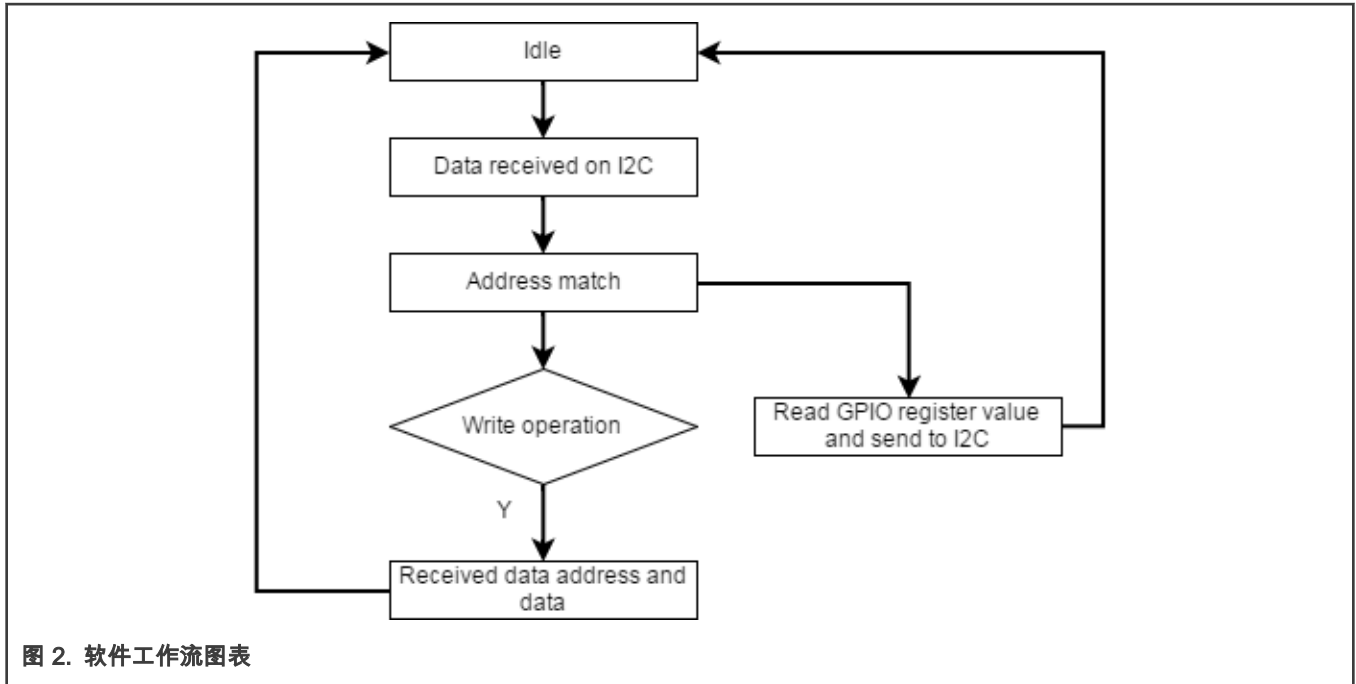 Idle
Data received on I2C
Address match
Write operation
Read GPIO register value
and send to I2C
Y
Received data address and
data
图 2. 软件工作流图表